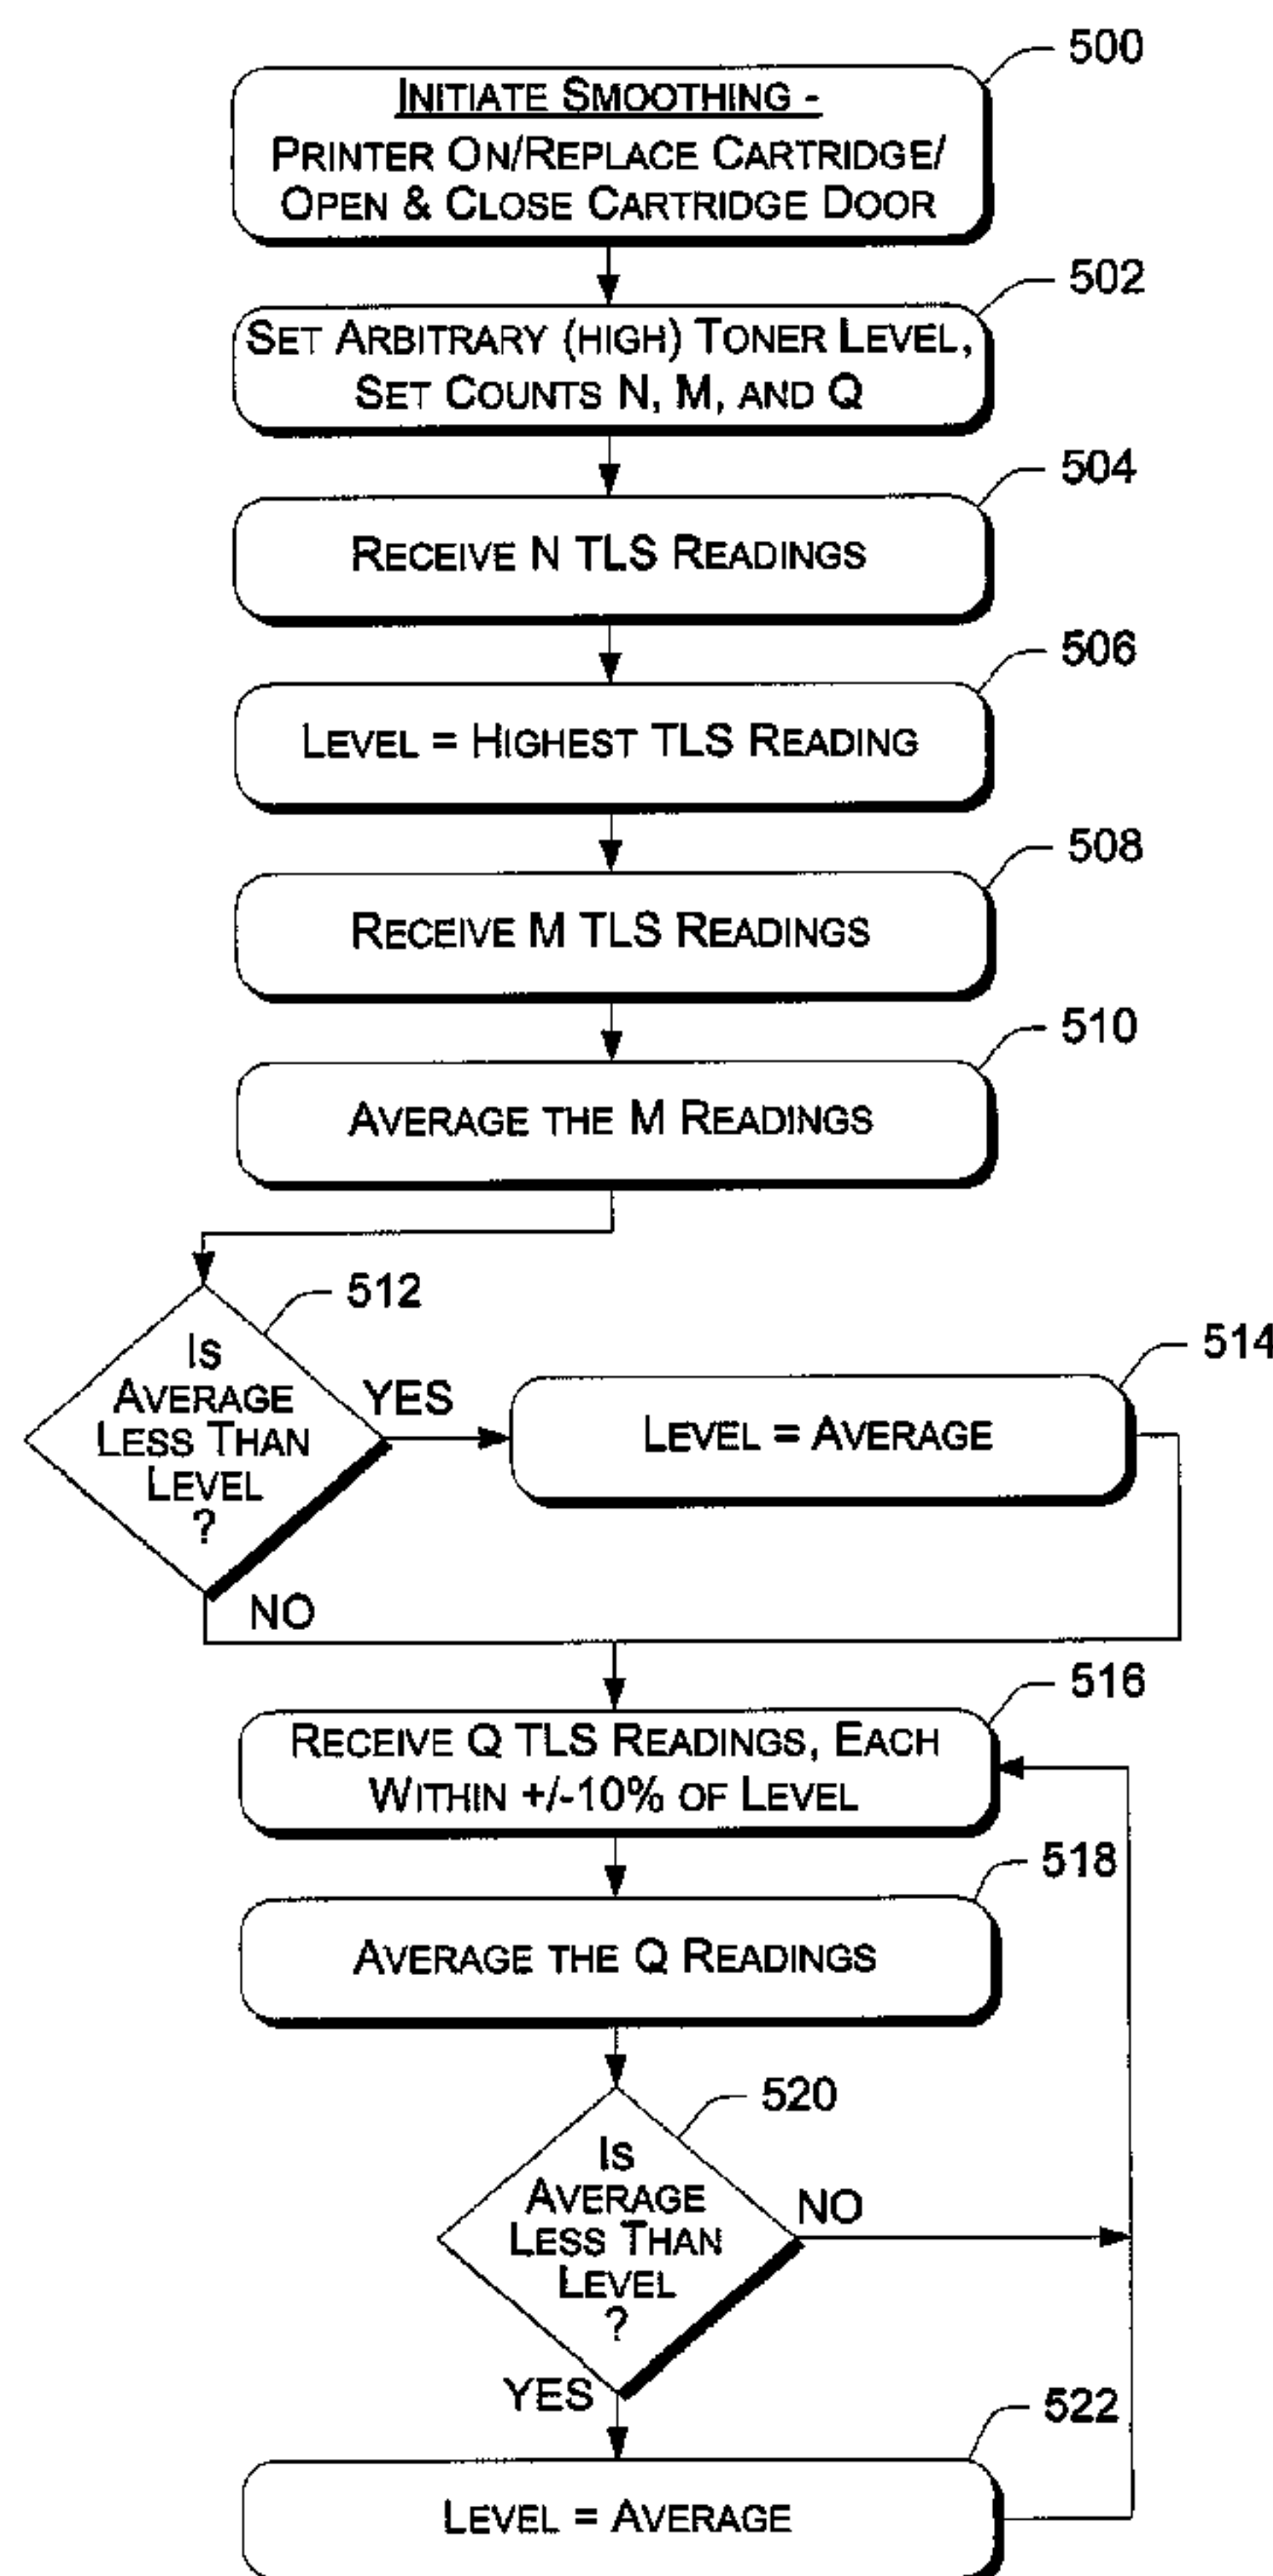 500
INITIATE SMOOTHING -
PRINTER ON/REPLACE CARTRIDGE/
OPEN & CLOSE CARTRIDGE DOOR
502
SET ARBITRARY (HIGH) TONER LEVEL,
SET COUNTS N, M, AND Q
504
RECEIVE N TLS READINGS
506
LEVEL = HIGHEST TLS READING
508
RECEIVE M TLS READINGS
510
AVERAGE THE M READINGS
512
IS
AVERAGE
LESS THAN
LEVEL
?
YES
NO
514
LEVEL = AVERAGE
516
RECEIVE Q TLS READINGS, EACH
WITHIN +/-10% OF LEVEL
518
AVERAGE THE Q READINGS
520
IS
AVERAGE
LESS THAN
LEVEL
?
NO
YES
522
LEVEL = AVERAGE